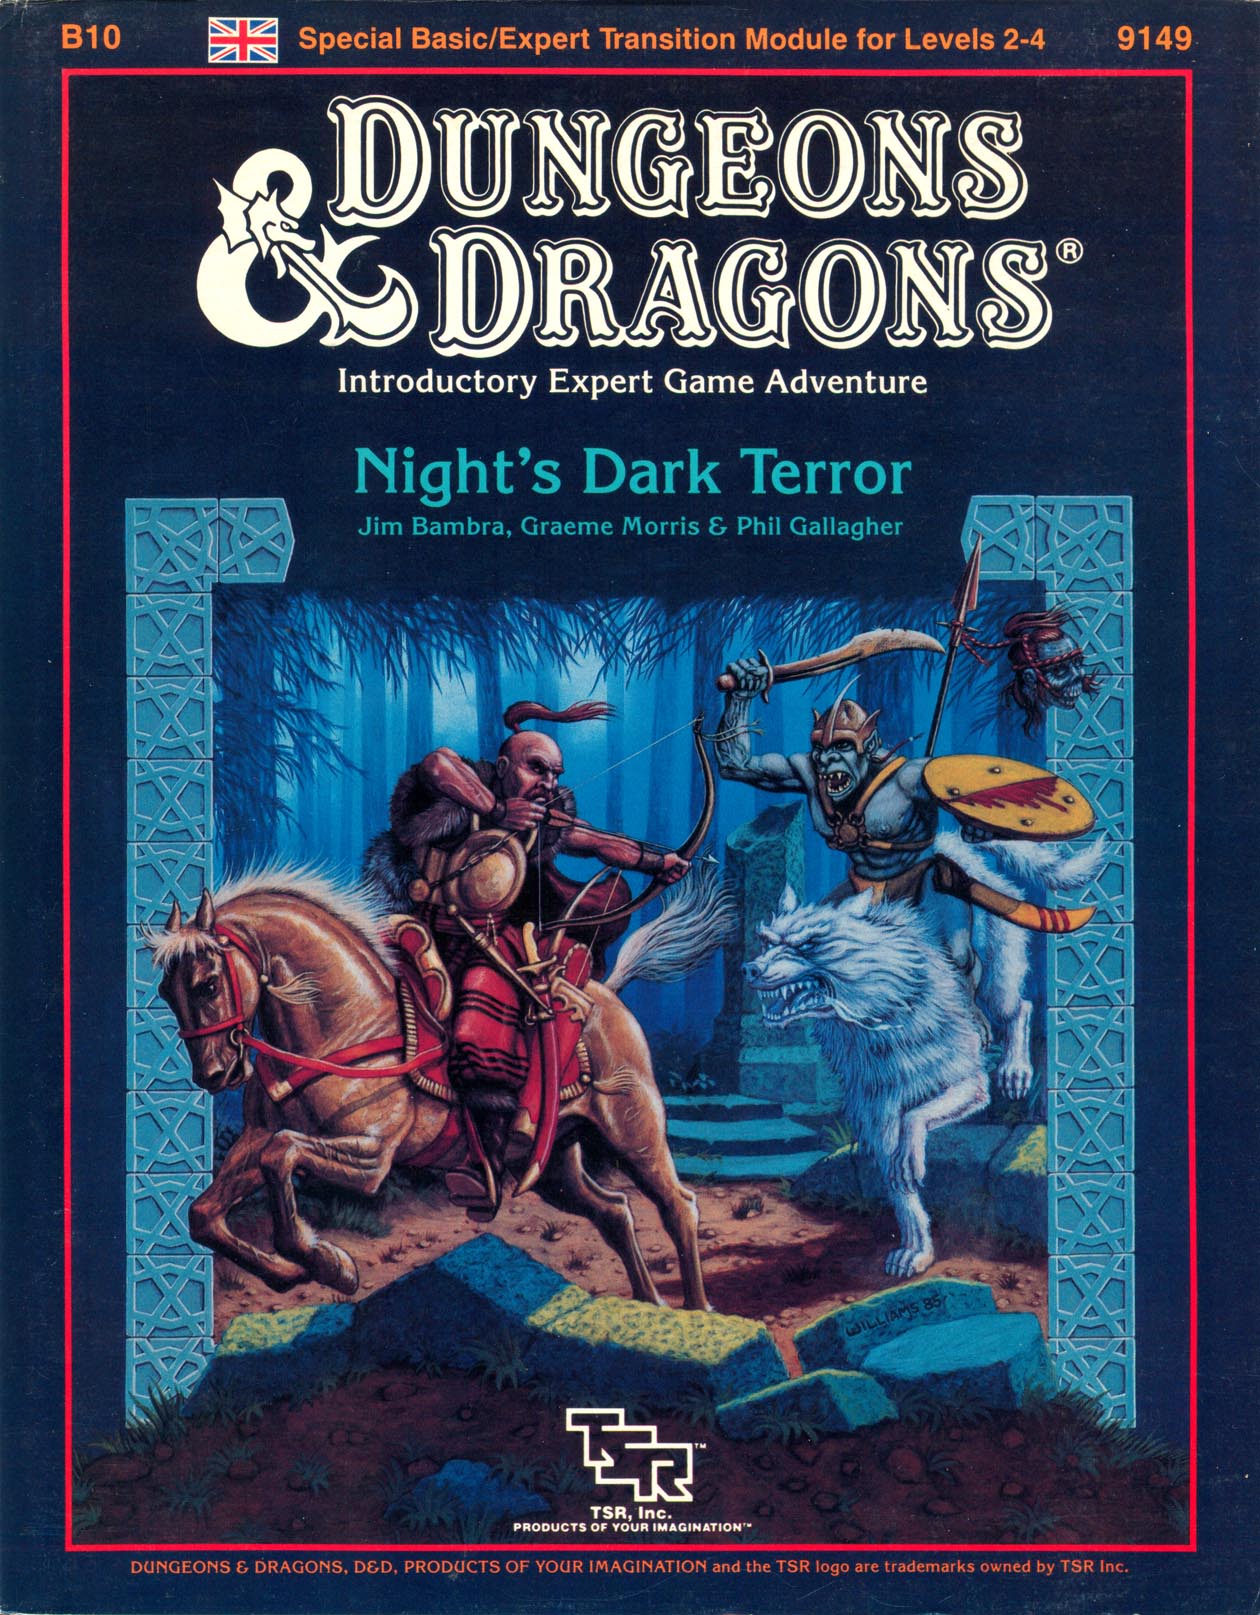 B10 Special Basic/Expert Transition Module for Levels 2-4 9149
DUNGEONS
& DRAGONS®
Introductory Expert Game Adventure
Night's Dark Terror
Jim Bambra, Graeme Morris & Phil Gallagher
WILLIAMS 85
TSR™
TSR, Inc.
PRODUCTS OF YOUR IMAGINATION™
DUNGEONS & DRAGONS, D&D, PRODUCTS OF YOUR IMAGINATION and the TSR logo are trademarks owned by TSR Inc.